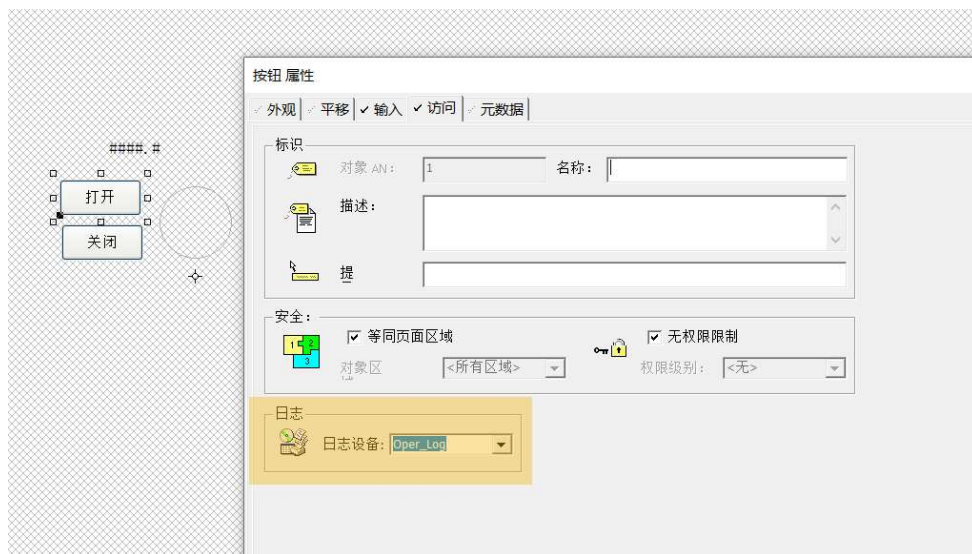 按钮 属性
外观 平移 输入 访问 元数据
####.#
打开
关闭
标识
对象 AN: 1 名称:
描述:
提
安全:
等同页面区域 无权限限制
对象区 <所有区域> 权限级别: <无>
日志
日志设备: Oper_Log
1 2
3